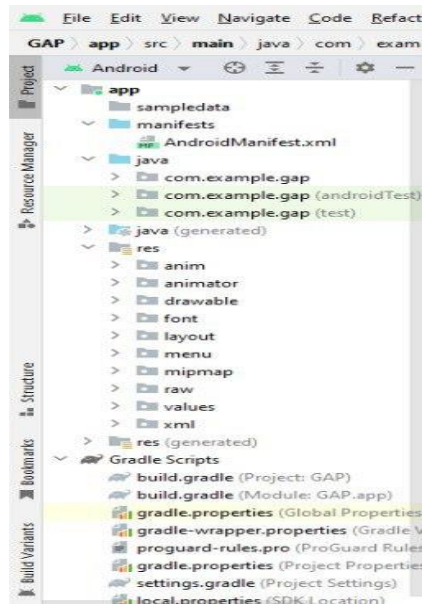 File Edit View Navigate Code Refact
GAP app src main java com exam
Android
app
sampledata
manifests
AndroidManifest.xml
java
com.example.gap
com.example.gap (androidTest)
com.example.gap (test)
java (generated)
res
anim
animator
drawable
font
layout
menu
mipmap
raw
values
xml
res (generated)
Gradle Scripts
build.gradle (Project: GAP)
build.gradle (Module: GAP.app)
gradle.properties (Global Properties
gradle-wrapper.properties (Gradle V
proguard-rules.pro (ProGuard Rules
gradle.properties (Project Properties
settings.gradle (Project Settings)
local.properties (SDK Location)
Project
Resource Manager
Structure
Bookmarks
Build Variants